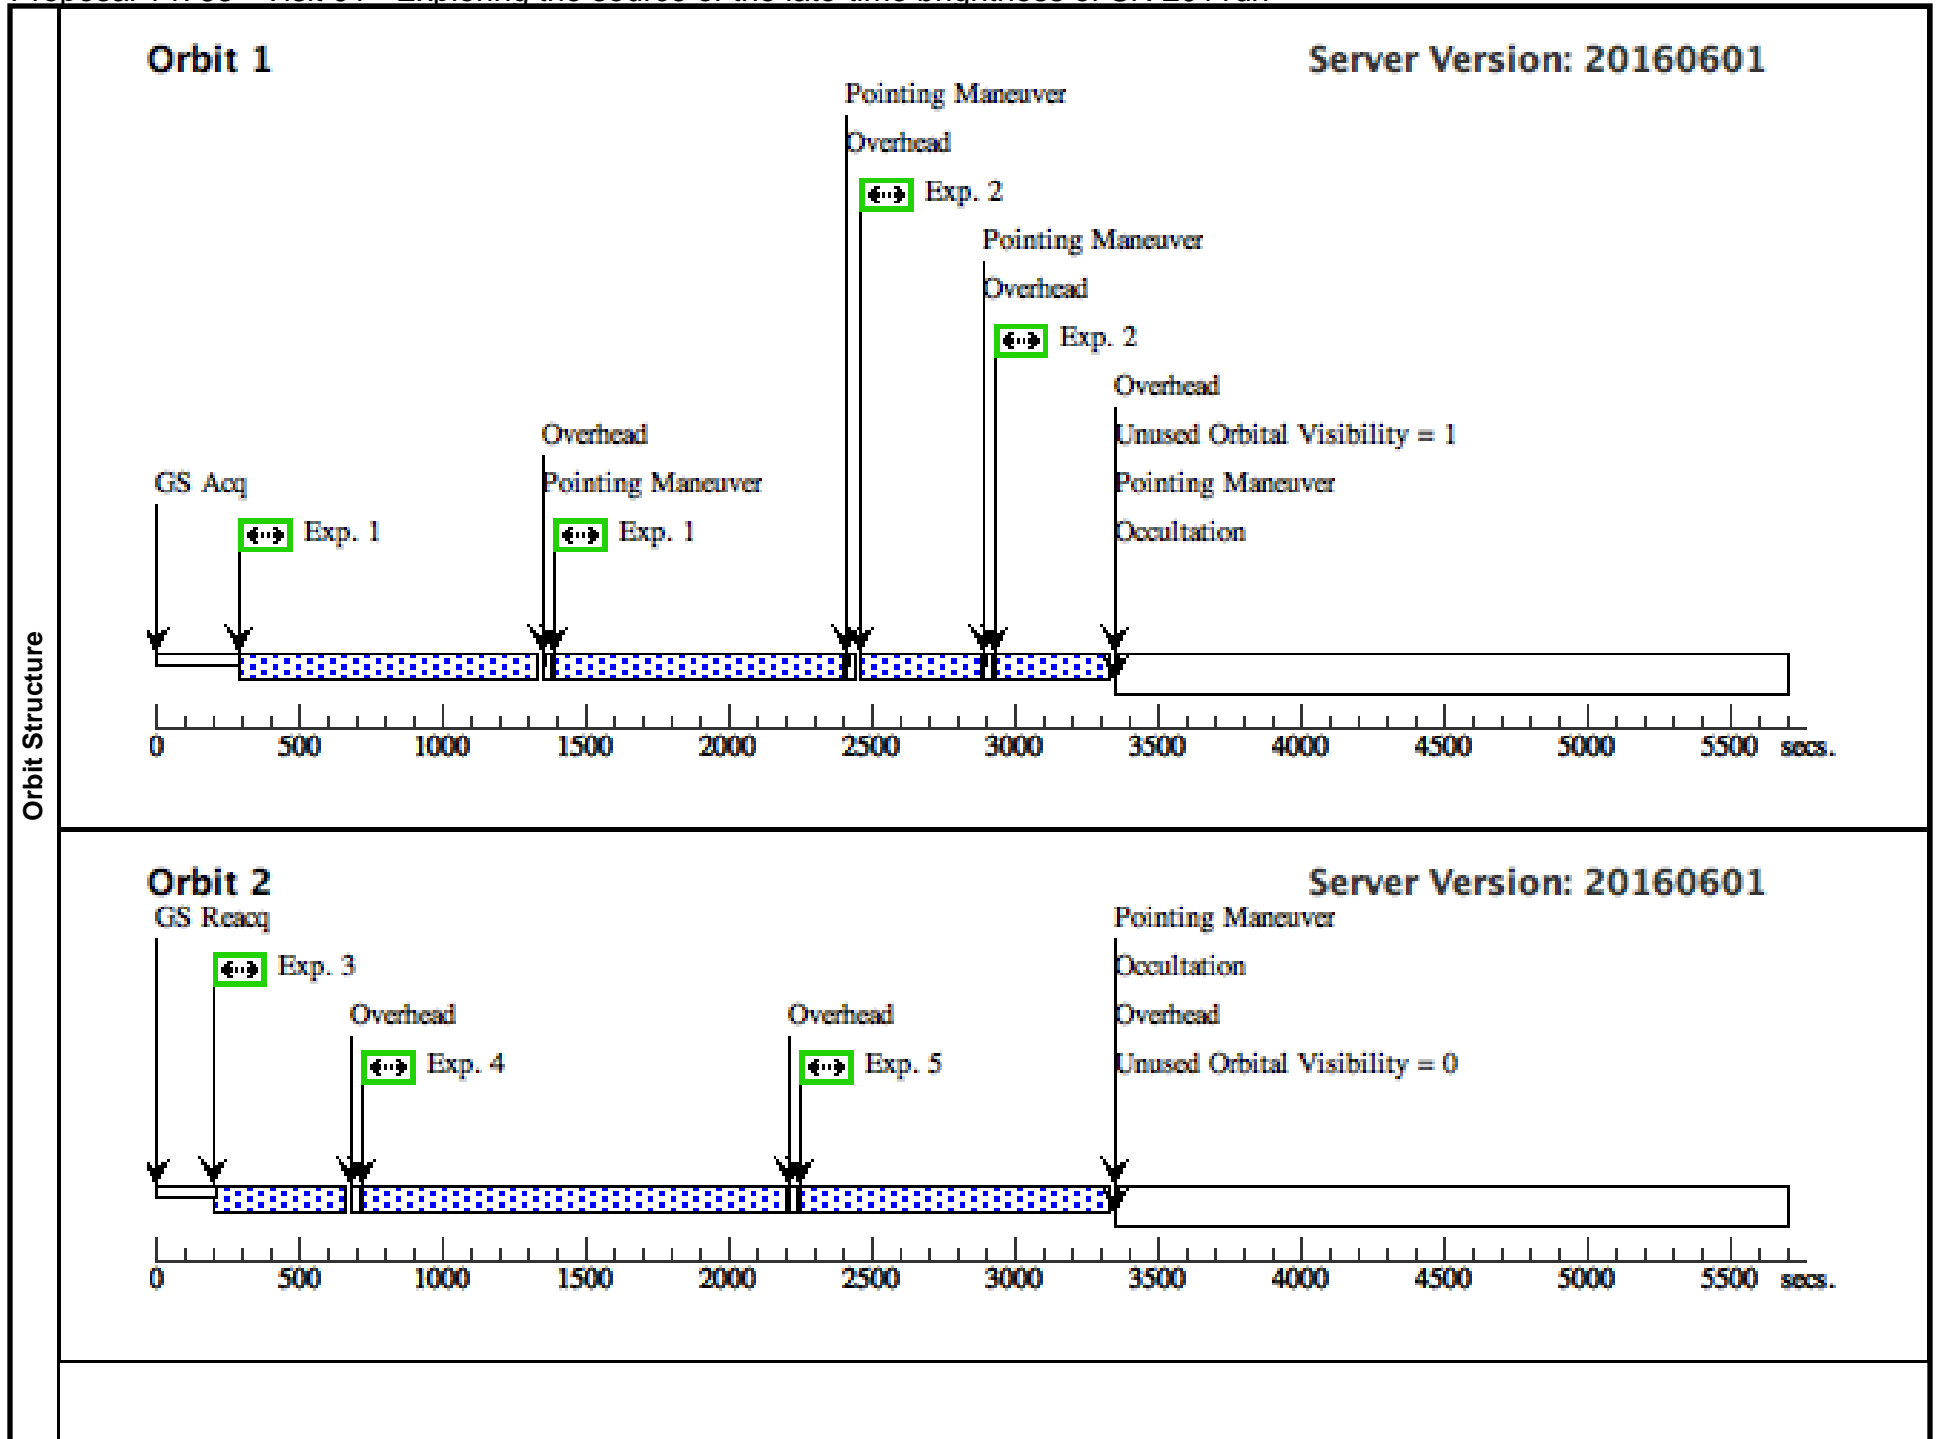 Orbit 1
Server Version: 20160601
Pointing Maneuver
Overhead
Exp. 2
Pointing Maneuver
Overhead
Exp. 2
Overhead
Overhead
Unused Orbital Visibility = 1
GS Acq
Pointing Maneuver
Pointing Maneuver
Exp. 1
Exp. 1
Occultation
0 500 1000 1500 2000 2500 3000 3500 4000 4500 5000 5500 secs.
Orbit Structure
Orbit 2
Server Version: 20160601
GS Reacq
Pointing Maneuver
Exp. 3
Occultation
Overhead
Overhead
Overhead
Exp. 4
Exp. 5
Unused Orbital Visibility = 0
0 500 1000 1500 2000 2500 3000 3500 4000 4500 5000 5500 secs.